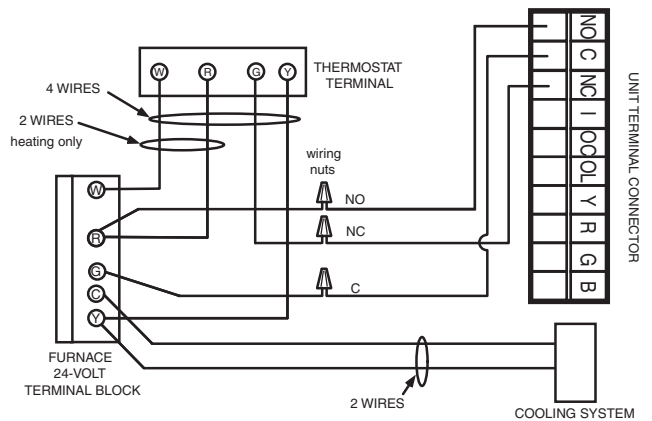 THERMOSTAT
TERMINAL
W R G Y
4 WIRES
2 WIRES
heating only
wiring
nuts
NO
NC
C
W
R
G
C
Y
FURNACE
24-VOLT
TERMINAL BLOCK
2 WIRES
COOLING SYSTEM
NO
C
NC
I
OCOL
Y
R
G
B
UNIT TERMINAL CONNECTOR